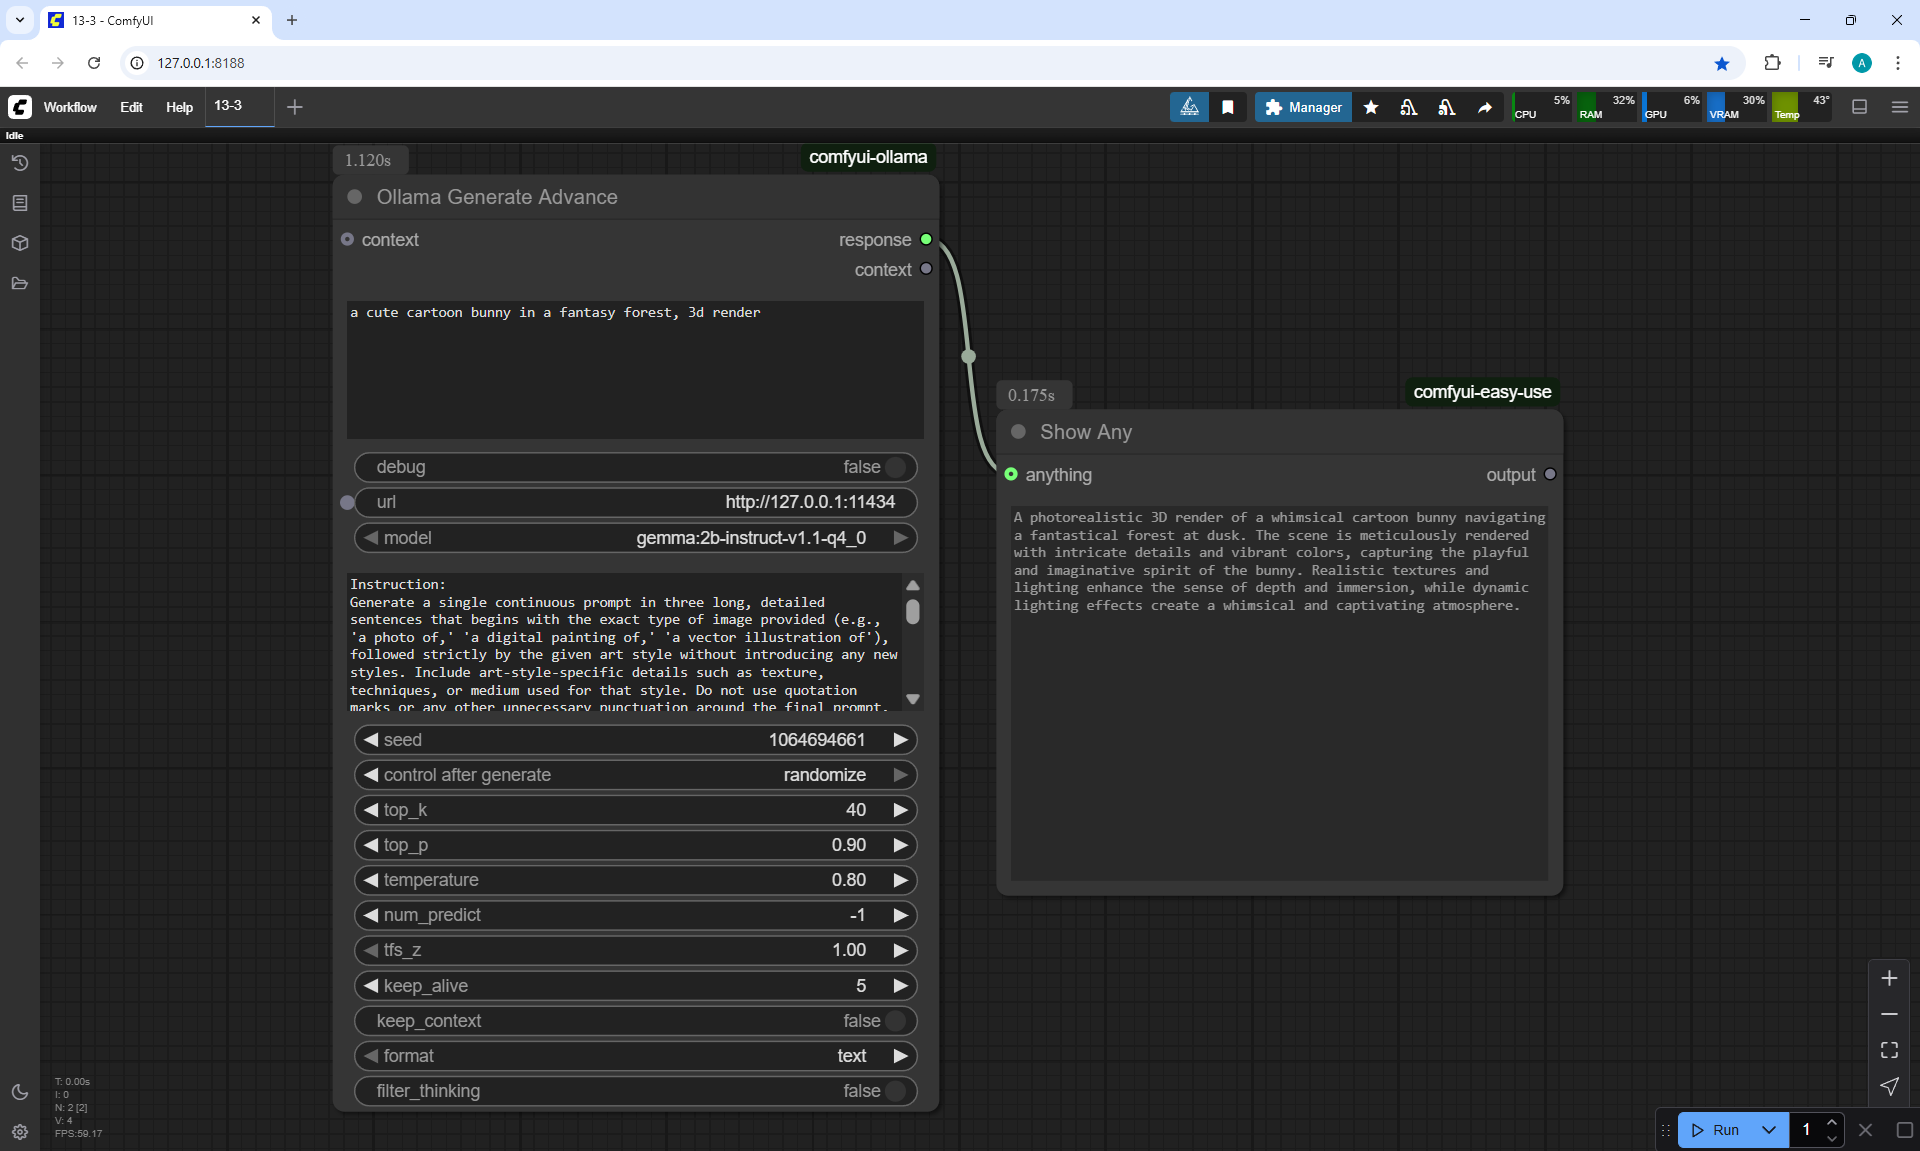 13-3 - ComfyUI
127.0.0.1:8188
Workflow Edit Help 13-3
Manager
CPU 5%
RAM 32%
GPU 6%
VRAM 30%
Temp 43°
Idle
1.120s
comfyui-ollama
Ollama Generate Advance
context
response
context
a cute cartoon bunny in a fantasy forest, 3d render
debug false
url http://127.0.0.1:11434
model gemma:2b-instruct-v1.1-q4_0
Instruction:
Generate a single continuous prompt in three long, detailed
sentences that begins with the exact type of image provided (e.g.,
'a photo of,' 'a digital painting of,' 'a vector illustration of'),
followed strictly by the given art style without introducing any new
styles. Include art-style-specific details such as texture,
techniques, or medium used for that style. Do not use quotation
marks or any other unnecessary punctuation around the final prompt.
seed 1064694661
control after generate randomize
top_k 40
top_p 0.90
temperature 0.80
num_predict -1
tfs_z 1.00
keep_alive 5
keep_context false
format text
filter_thinking false
0.175s
comfyui-easy-use
Show Any
anything
output
A photorealistic 3D render of a whimsical cartoon bunny navigating
a fantastical forest at dusk. The scene is meticulously rendered
with intricate details and vibrant colors, capturing the playful
and imaginative spirit of the bunny. Realistic textures and
lighting enhance the sense of depth and immersion, while dynamic
lighting effects create a whimsical and captivating atmosphere.
T: 0.00s
I: 0
N: 2 [2]
V: 4
FPS:59.17
Run 1
A